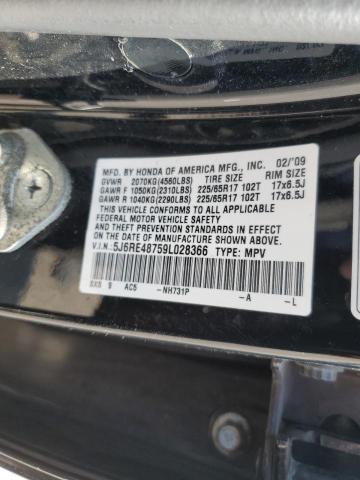 MFD. BY HONDA OF AMERICA MFG., INC. 02/'09
GVWR 2070KG(4560LBS) TIRE SIZE RIM SIZE
GAWR F 1050KG(2310LBS) 225/65R17 102T 17x6.5J
GAWR R 1040KG(2290LBS) 225/65R17 102T 17x6.5J
THIS VEHICLE CONFORMS TO ALL APPLICABLE
FEDERAL MOTOR VEHICLE SAFETY
AND THEFT PREVENTION STANDARDS IN EFFECT
ON THE DATE OF MANUFACTURE SHOWN ABOVE.
V.I.N: 5J6RE48759L028366 TYPE: MPV
SXS 9 AC5 -NH731P -A -L